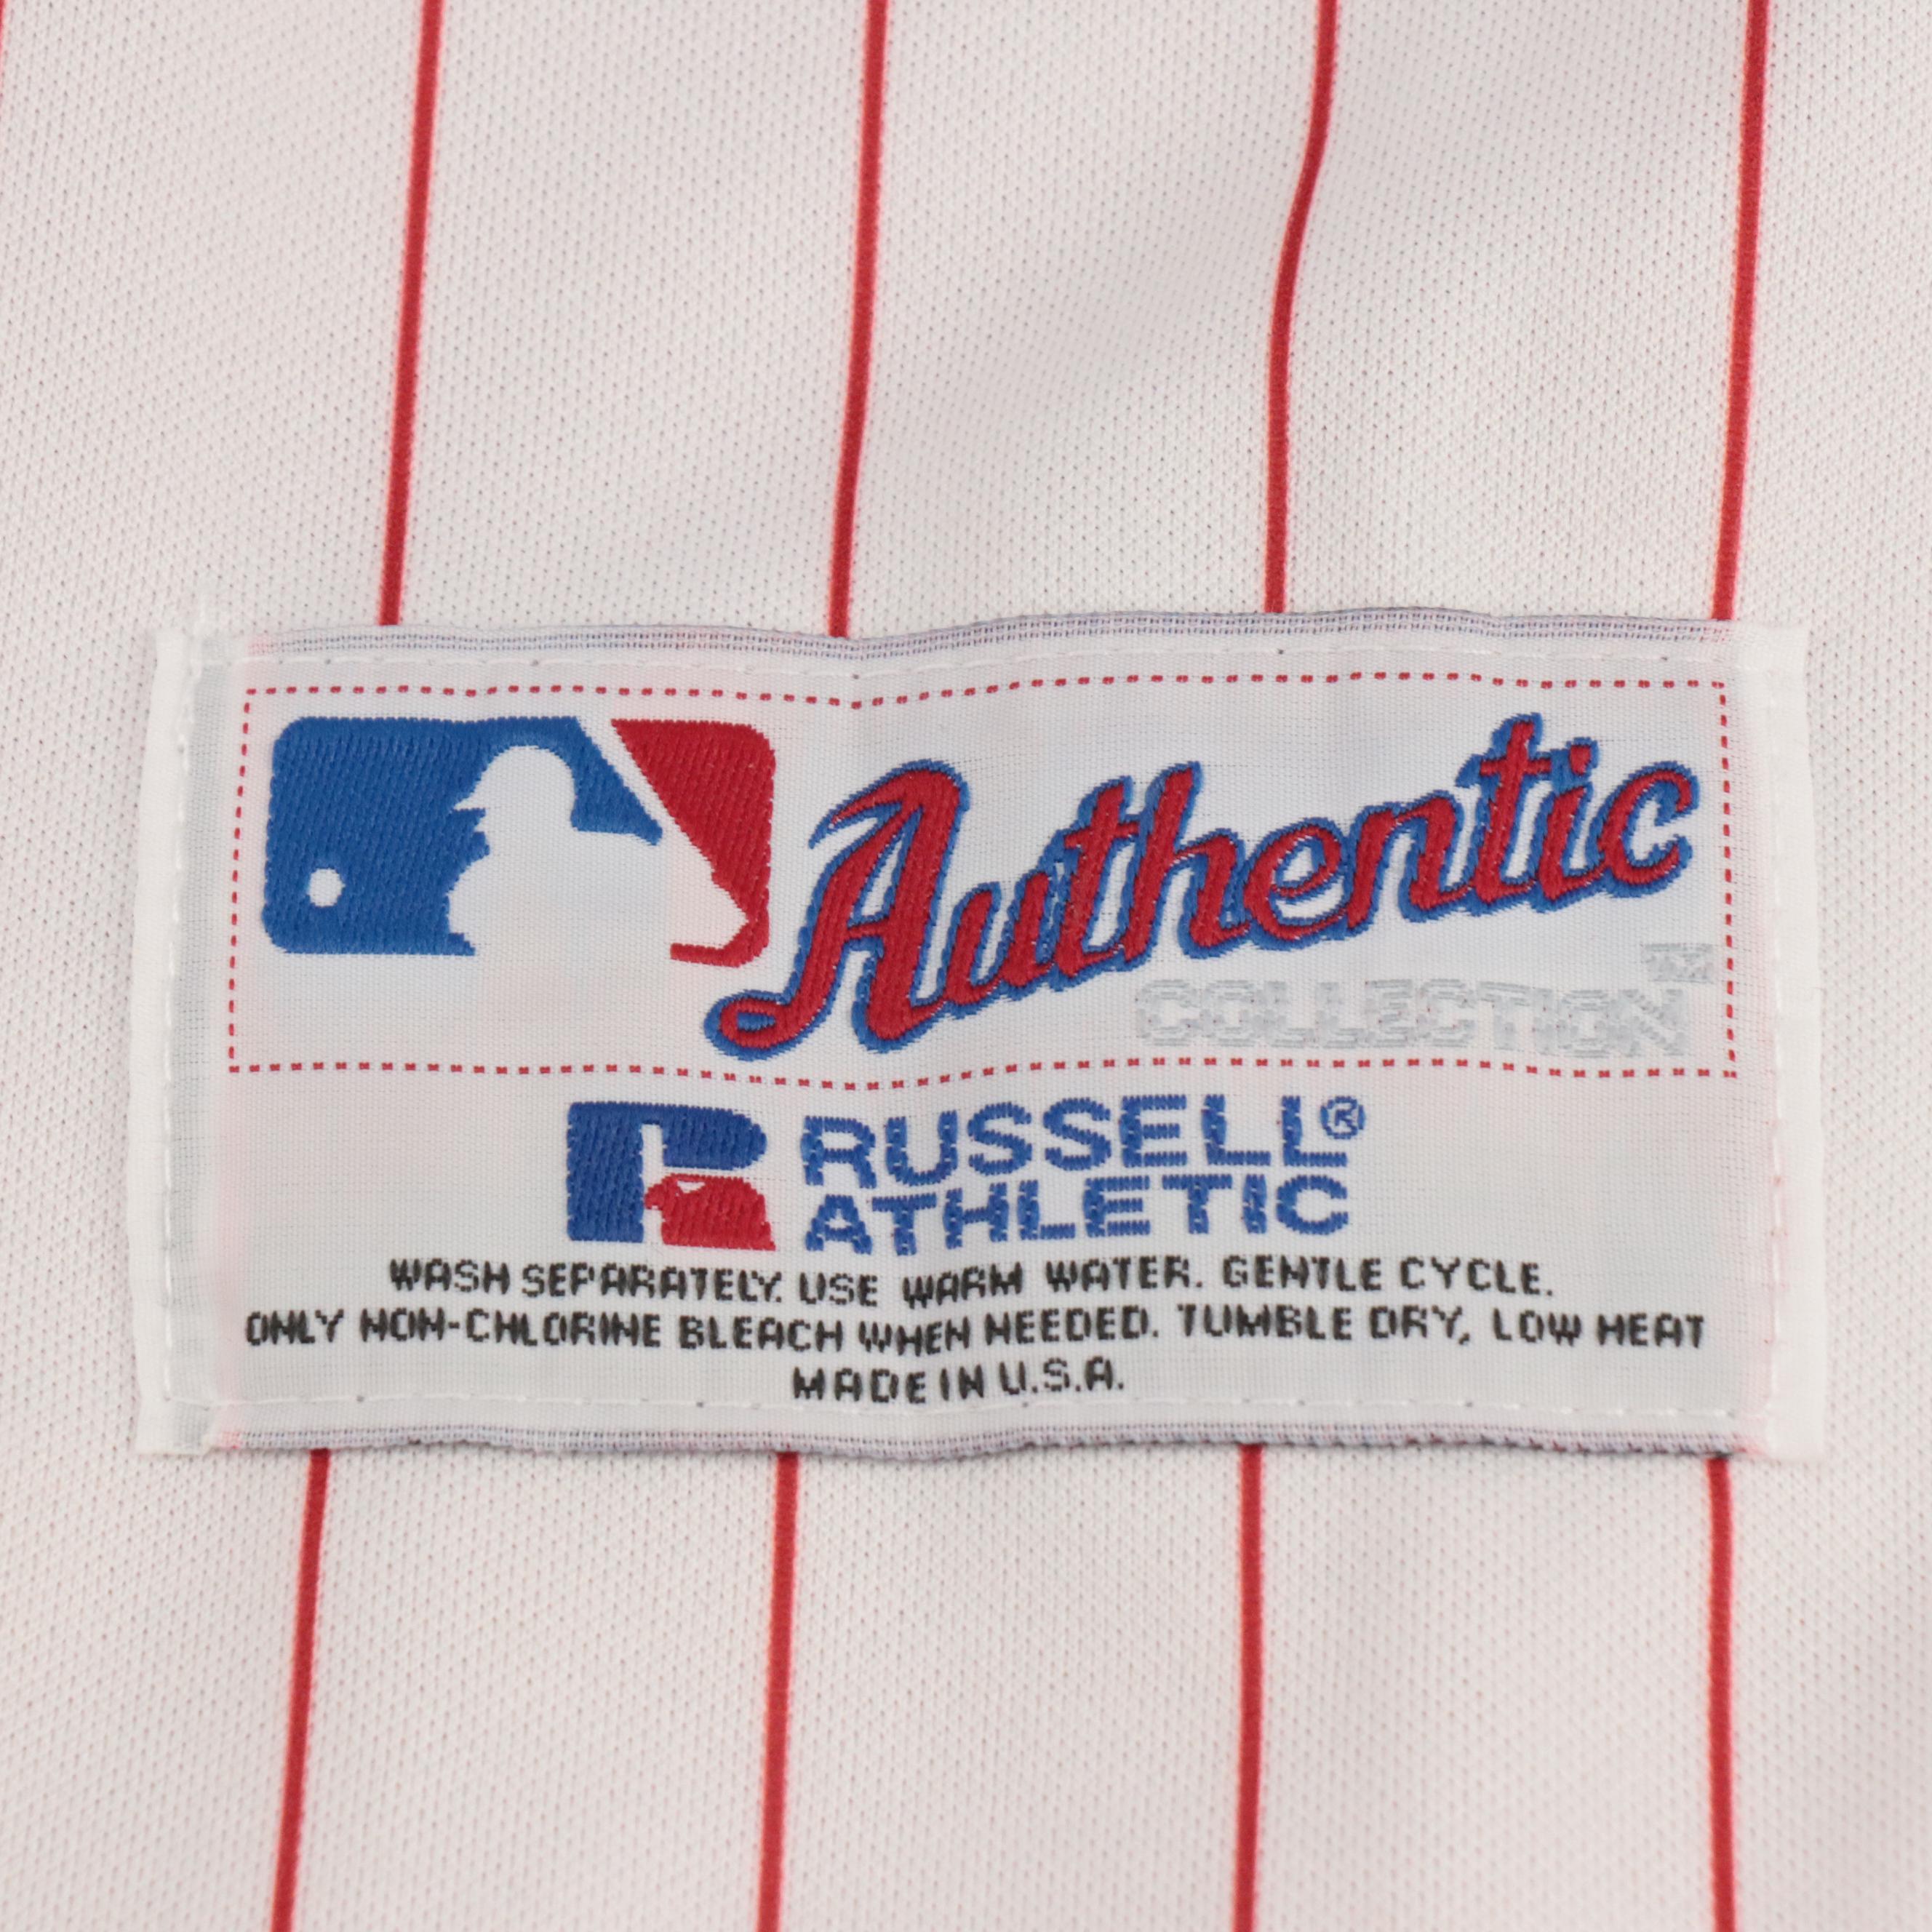 Authentic
COLLECTION™
RUSSELL®
ATHLETIC
WASH SEPARATELY. USE WARM WATER. GENTLE CYCLE.
ONLY NON-CHLORINE BLEACH WHEN NEEDED. TUMBLE DRY, LOW HEAT
MADE IN U.S.A.